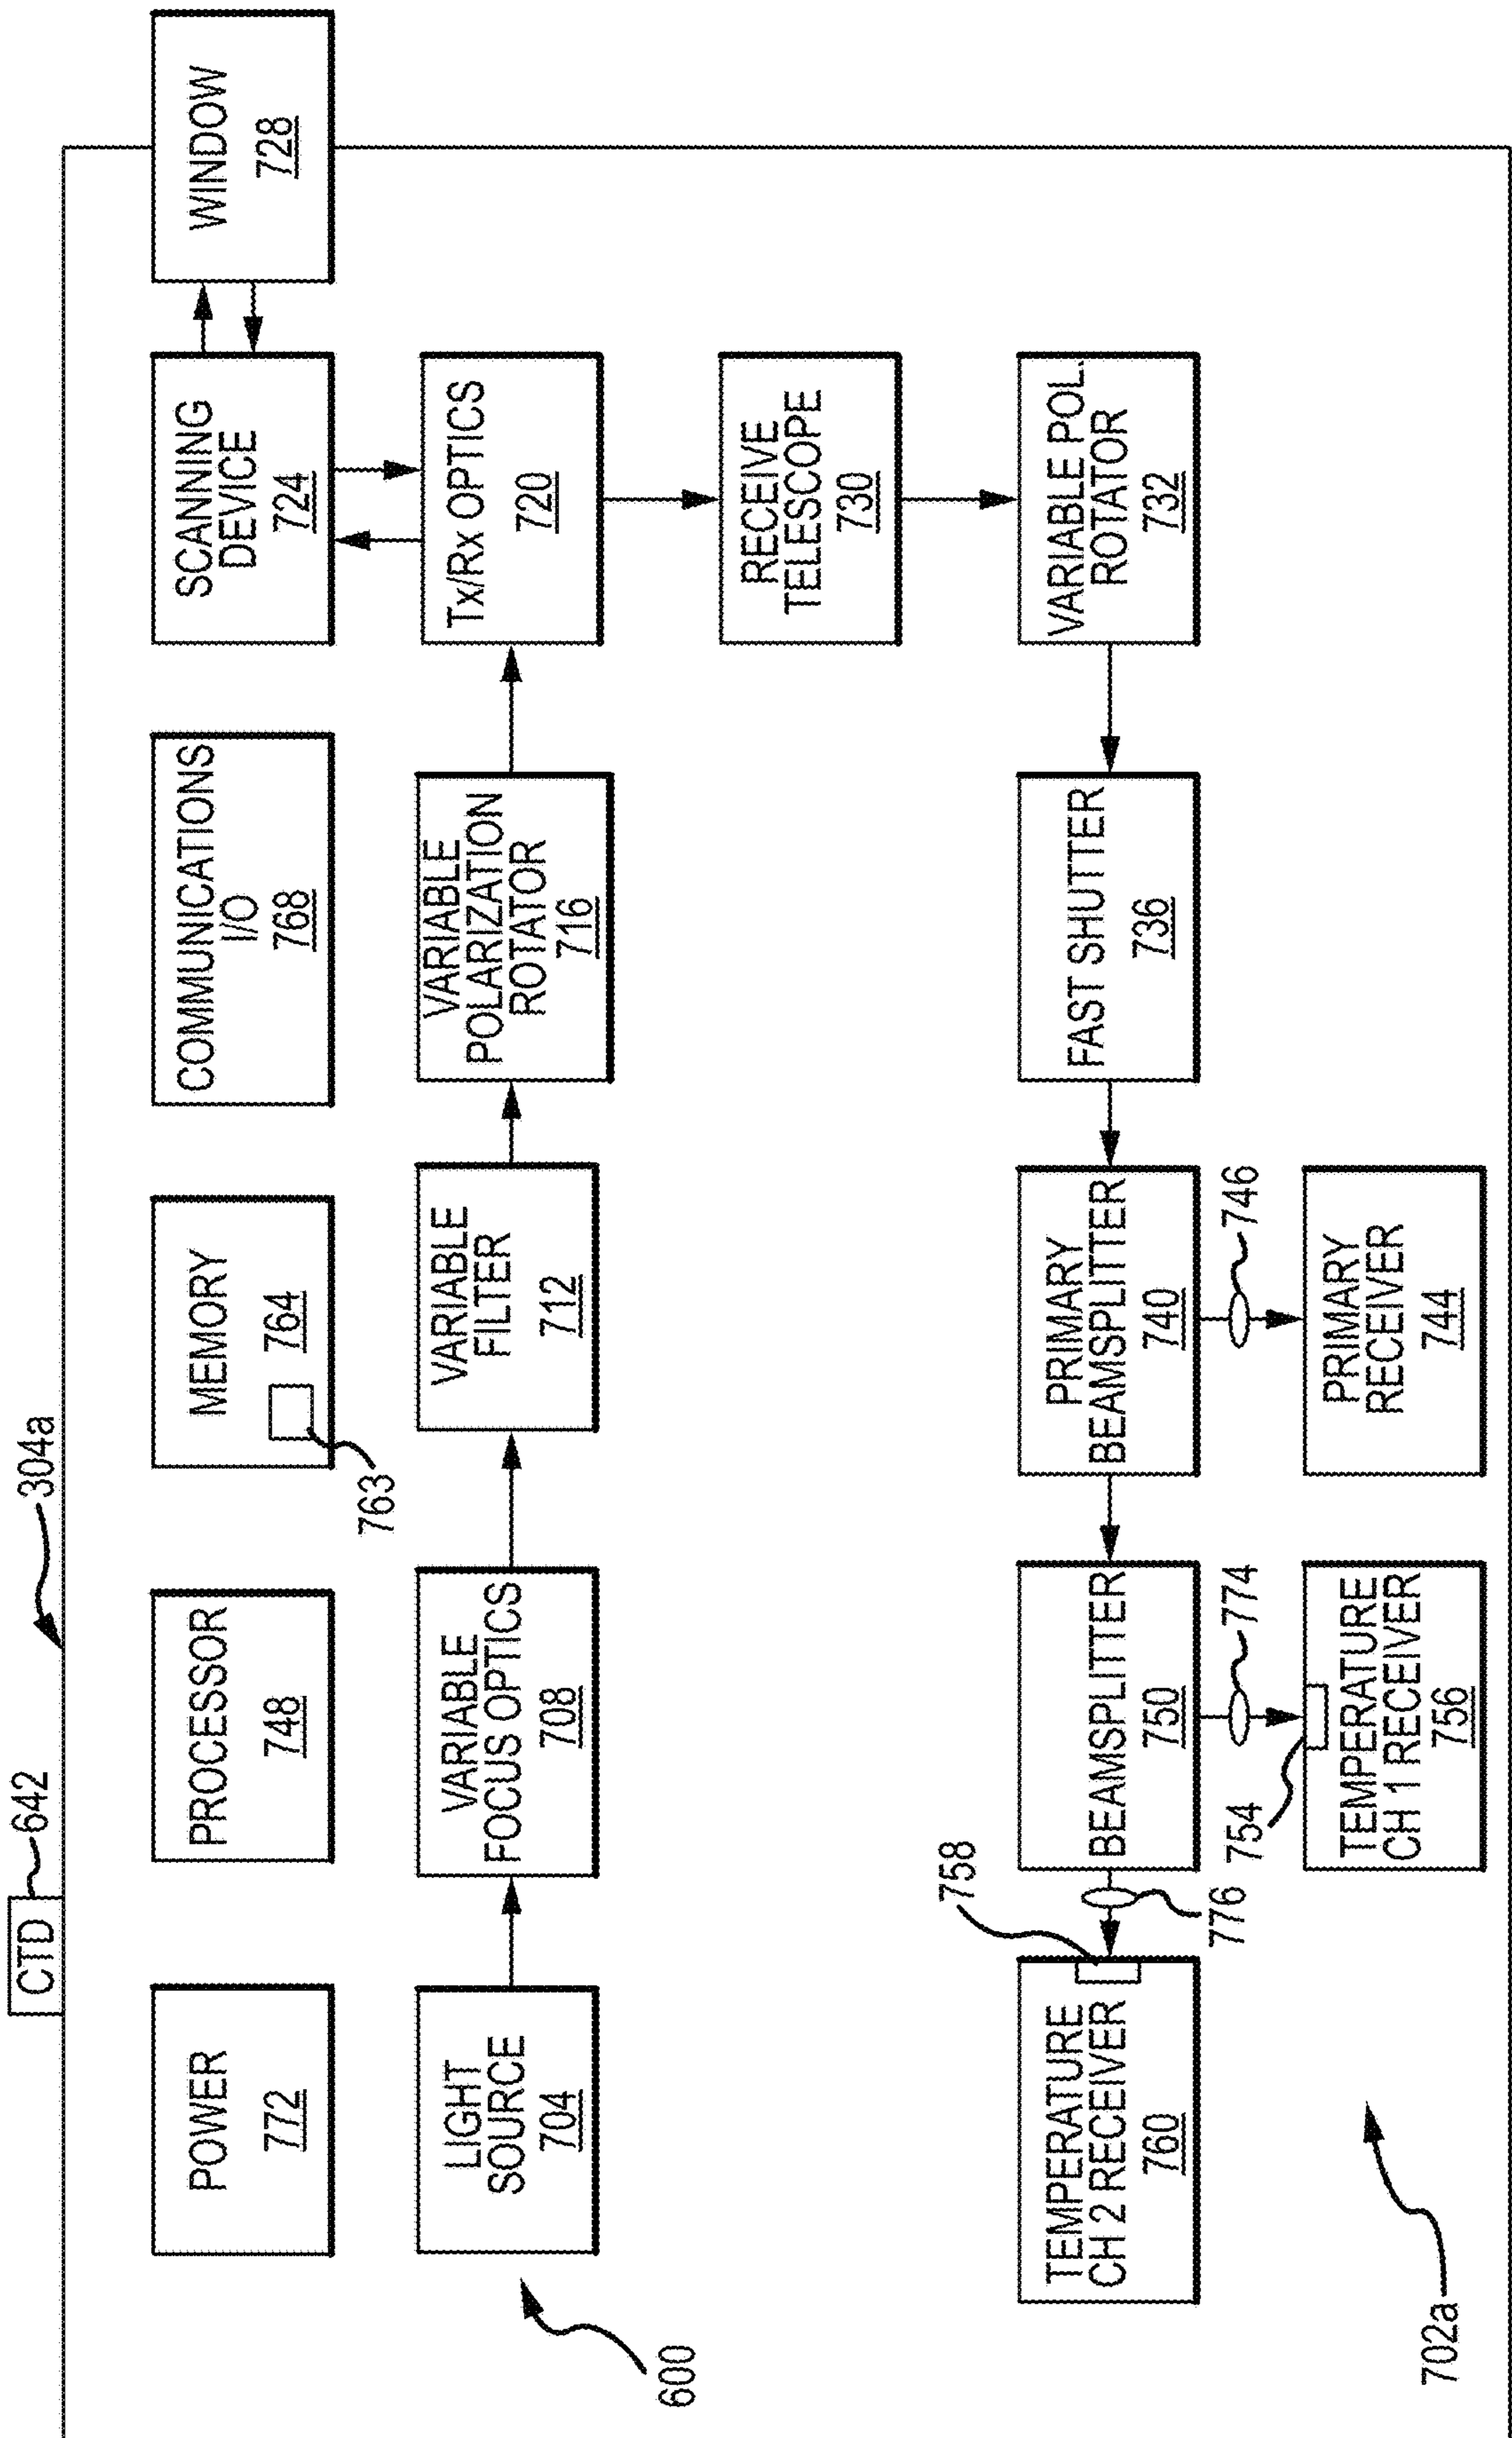 CTD
642
304a
POWER
772
PROCESSOR
748
MEMORY
764
763
COMMUNICATIONS
I/O
768
SCANNING
DEVICE
724
WINDOW
728
LIGHT
SOURCE
704
VARIABLE
FOCUS OPTICS
708
VARIABLE
FILTER
712
VARIABLE
POLARIZATION
ROTATOR
716
Tx/Rx OPTICS
720
600
RECEIVE
TELESCOPE
730
VARIABLE POL.
ROTATOR
732
FAST SHUTTER
736
PRIMARY
BEAMSPLITTER
740
746
PRIMARY
RECEIVER
744
BEAMSPLITTER
750
774
754
TEMPERATURE
CH 1 RECEIVER
756
758
776
TEMPERATURE
CH 2 RECEIVER
760
702a